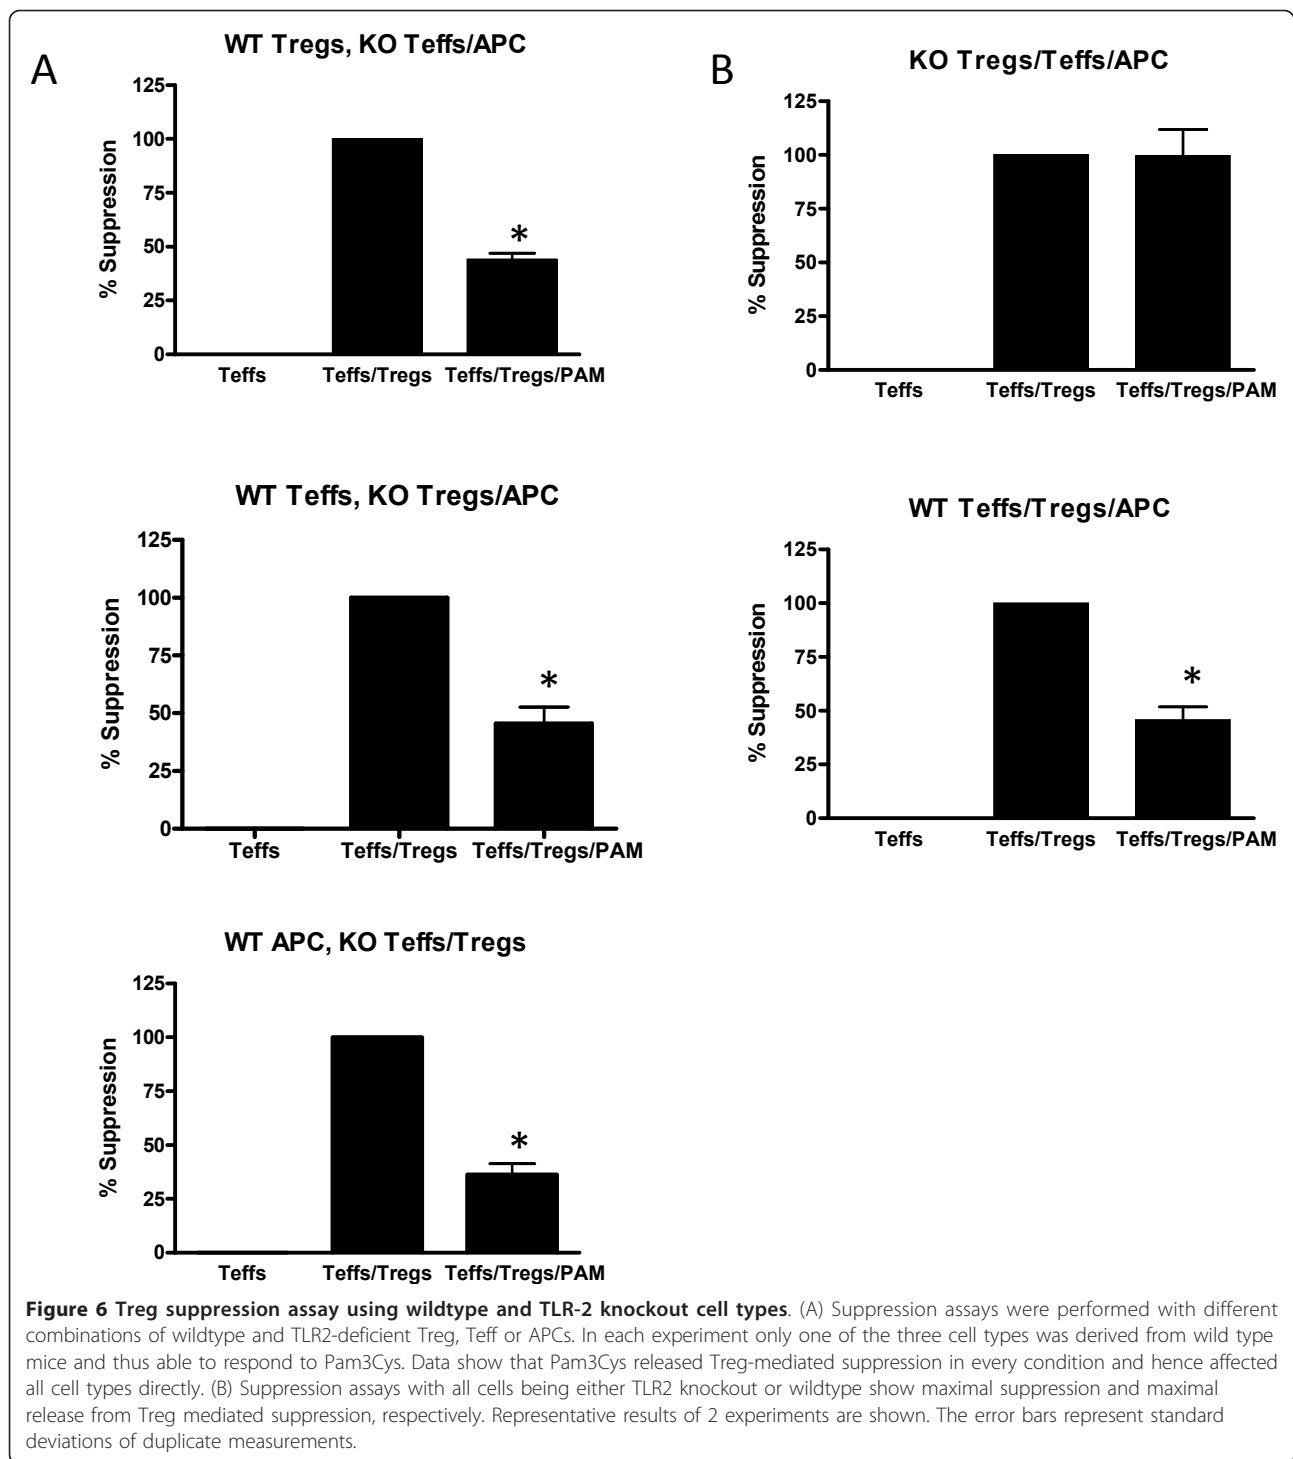 A
WT Tregs, KO Teffs/APC
% Suppression
125
100
75
50
25
0
*
Teffs Teffs/Tregs Teffs/Tregs/PAM
WT Teffs, KO Tregs/APC
% Suppression
125
100
75
50
25
0
*
Teffs Teffs/Tregs Teffs/Tregs/PAM
WT APC, KO Teffs/Tregs
% Suppression
125
100
75
50
25
0
*
Teffs Teffs/Tregs Teffs/Tregs/PAM
B
KO Tregs/Teffs/APC
% Suppression
125
100
75
50
25
0
Teffs Teffs/Tregs Teffs/Tregs/PAM
WT Teffs/Tregs/APC
% Suppression
125
100
75
50
25
0
*
Teffs Teffs/Tregs Teffs/Tregs/PAM
Figure 6 Treg suppression assay using wildtype and TLR-2 knockout cell types. (A) Suppression assays were performed with different
combinations of wildtype and TLR2-deficient Treg, Teff or APCs. In each experiment only one of the three cell types was derived from wild type
mice and thus able to respond to Pam3Cys. Data show that Pam3Cys released Treg-mediated suppression in every condition and hence affected
all cell types directly. (B) Suppression assays with all cells being either TLR2 knockout or wildtype show maximal suppression and maximal
release from Treg mediated suppression, respectively. Representative results of 2 experiments are shown. The error bars represent standard
deviations of duplicate measurements.